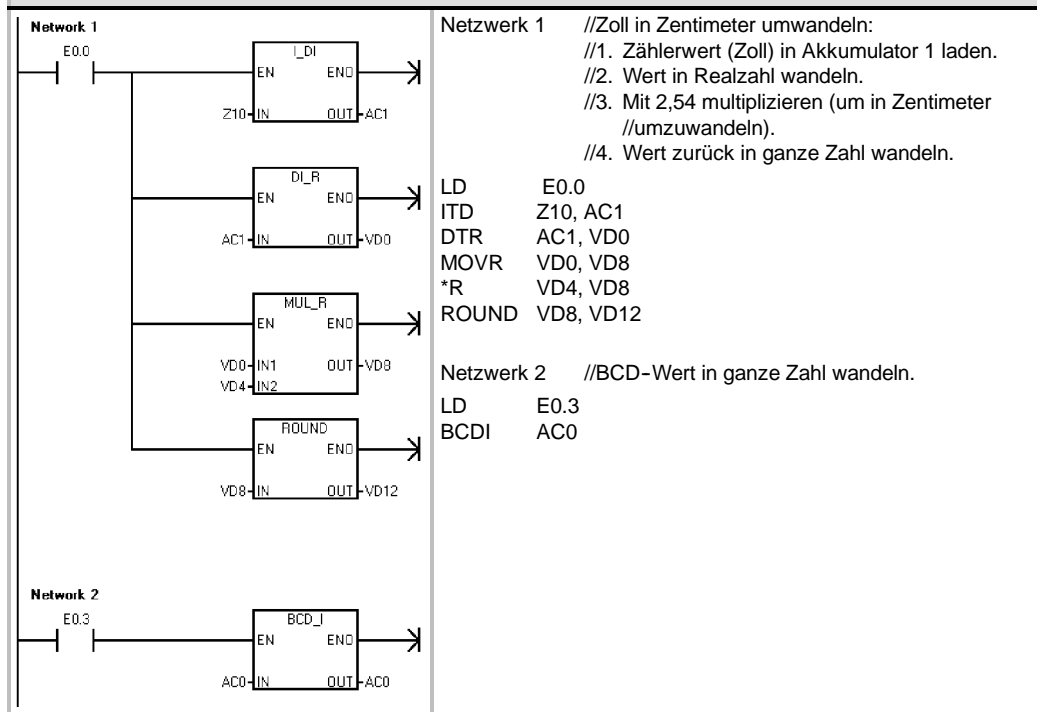 Network 1
E0.0
I_DI
EN ENO
Z10 IN OUT AC1
DI_R
EN ENO
AC1 IN OUT VD0
MUL_R
EN ENO
VD0 IN1 OUT VD8
VD4 IN2
ROUND
EN ENO
VD8 IN OUT VD12
Network 2
E0.3
BCD_I
EN ENO
AC0 IN OUT AC0
Netzwerk 1 //Zoll in Zentimeter umwandeln:
//1. Zählerwert (Zoll) in Akkumulator 1 laden.
//2. Wert in Realzahl wandeln.
//3. Mit 2,54 multiplizieren (um in Zentimeter
//umzuwandeln).
//4. Wert zurück in ganze Zahl wandeln.
LD E0.0
ITD Z10, AC1
DTR AC1, VD0
MOVR VD0, VD8
*R VD4, VD8
ROUND VD8, VD12
Netzwerk 2 //BCD-Wert in ganze Zahl wandeln.
LD E0.3
BCDI AC0